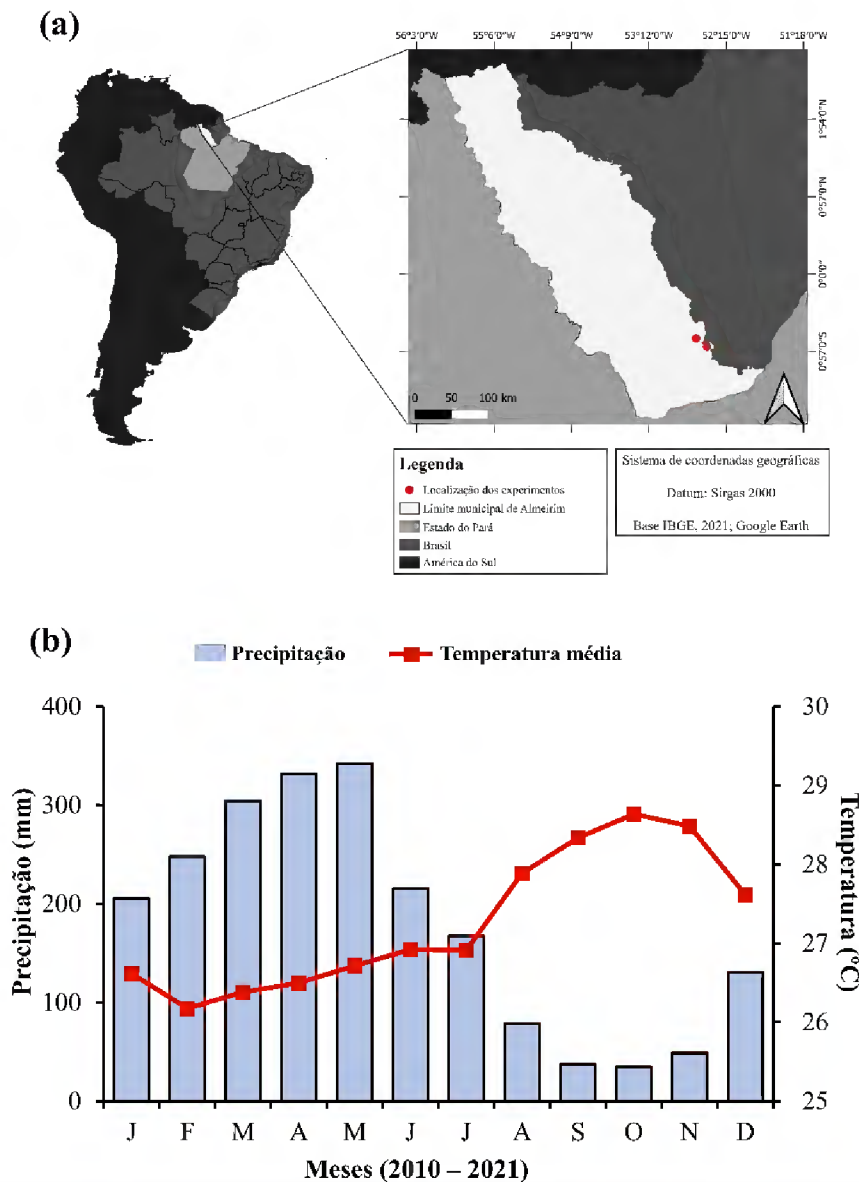 (a)
56°3'0"W 55°6'0"W 54°9'0"W 53°12'0"W 52°15'0"W 51°18'0"W
1°54'0"N
0°57'0"N
0°0'0"
0°57'0"S
0 50 100 km
Legenda
Localização dos experimentos
Limite municipal de Almeirim
Estado do Pará
Brasil
América do Sul
Sistema de coordenadas geográficas
Datum: Sirgas 2000
Base IBGE, 2021; Google Earth
(b)
Precipitação Temperatura média
Precipitação (mm)
400
300
200
100
0
Temperatura (°C)
30
29
28
27
26
25
J F M A M J J A S O N D
Meses (2010 – 2021)